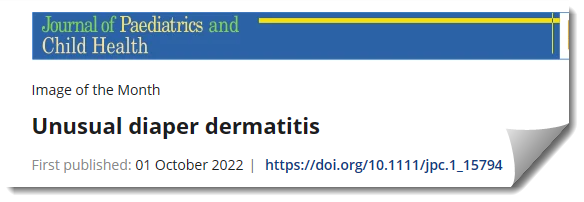 Journal of Paediatrics and
Child Health
Image of the Month
Unusual diaper dermatitis
First published: 01 October 2022 | https://doi.org/10.1111/jpc.1_15794